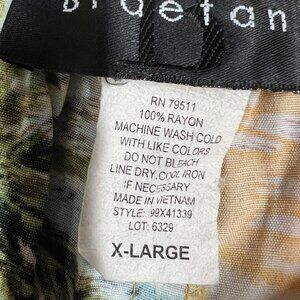 RN 79511
100% RAYON
MACHINE WASH COLD
WITH LIKE COLORS
DO NOT BLEACH
LINE DRY.COOL IRON
IF NECESSARY
MADE IN VIETNAM
STYLE: 99X41339
LOT: 6329
X-LARGE